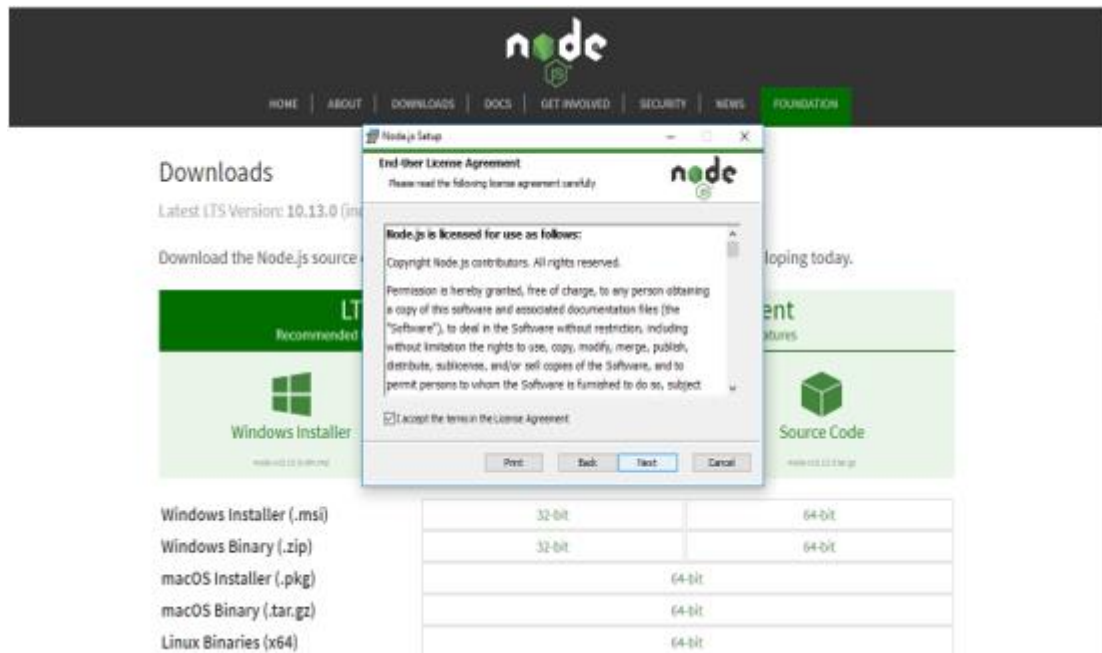 node
JS
HOME | ABOUT | DOWNLOADS | DOCS | GET INVOLVED | SECURITY | NEWS FOUNDATION
Downloads
Latest LTS Version: 10.13.0
Download the Node.js source
loping today.
LT
Recommended
ent
atures
Windows Installer
Source Code
Node.js Setup
End-User License Agreement
Please read the following license agreement carefully
node
JS
Node.js is licensed for use as follows:
Copyright Node.js contributors. All rights reserved.
Permission is hereby granted, free of charge, to any person obtaining
a copy of this software and associated documentation files (the
"Software"), to deal in the Software without restriction, including
without limitation the rights to use, copy, modify, merge, publish,
distribute, sublicense, and/or sell copies of the Software, and to
permit persons to whom the Software is furnished to do so, subject
I accept the terms in the License Agreement
Print Back Next Cancel
Windows Installer (.msi) 32-bit 64-bit
Windows Binary (.zip) 32-bit 64-bit
macOS Installer (.pkg) 64-bit
macOS Binary (.tar.gz) 64-bit
Linux Binaries (x64) 64-bit